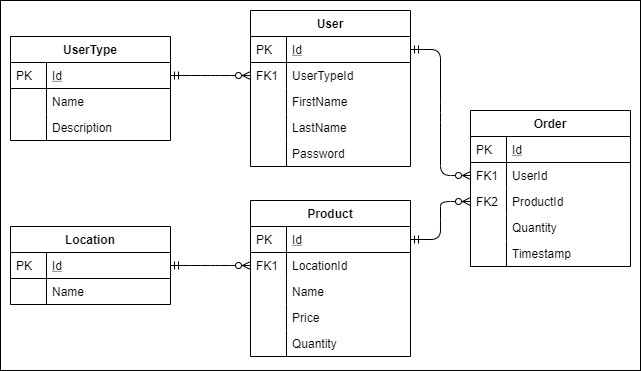 UserType
PK Id
Name
Description
User
PK Id
FK1 UserTypeId
FirstName
LastName
Password
Location
PK Id
Name
Product
PK Id
FK1 LocationId
Name
Price
Quantity
Order
PK Id
FK1 UserId
FK2 ProductId
Quantity
Timestamp